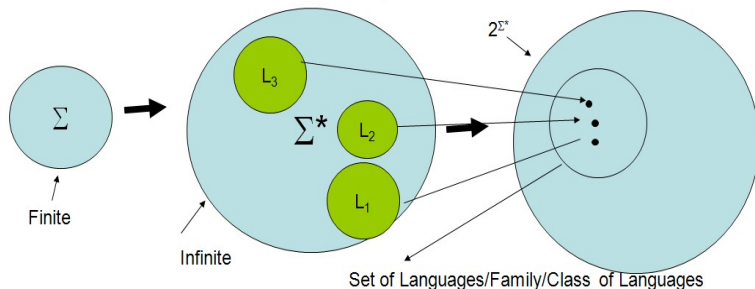 2^Σ*
L₃
Σ
Σ*
L₂
L₁
Finite
Infinite
Set of Languages/Family/Class of Languages